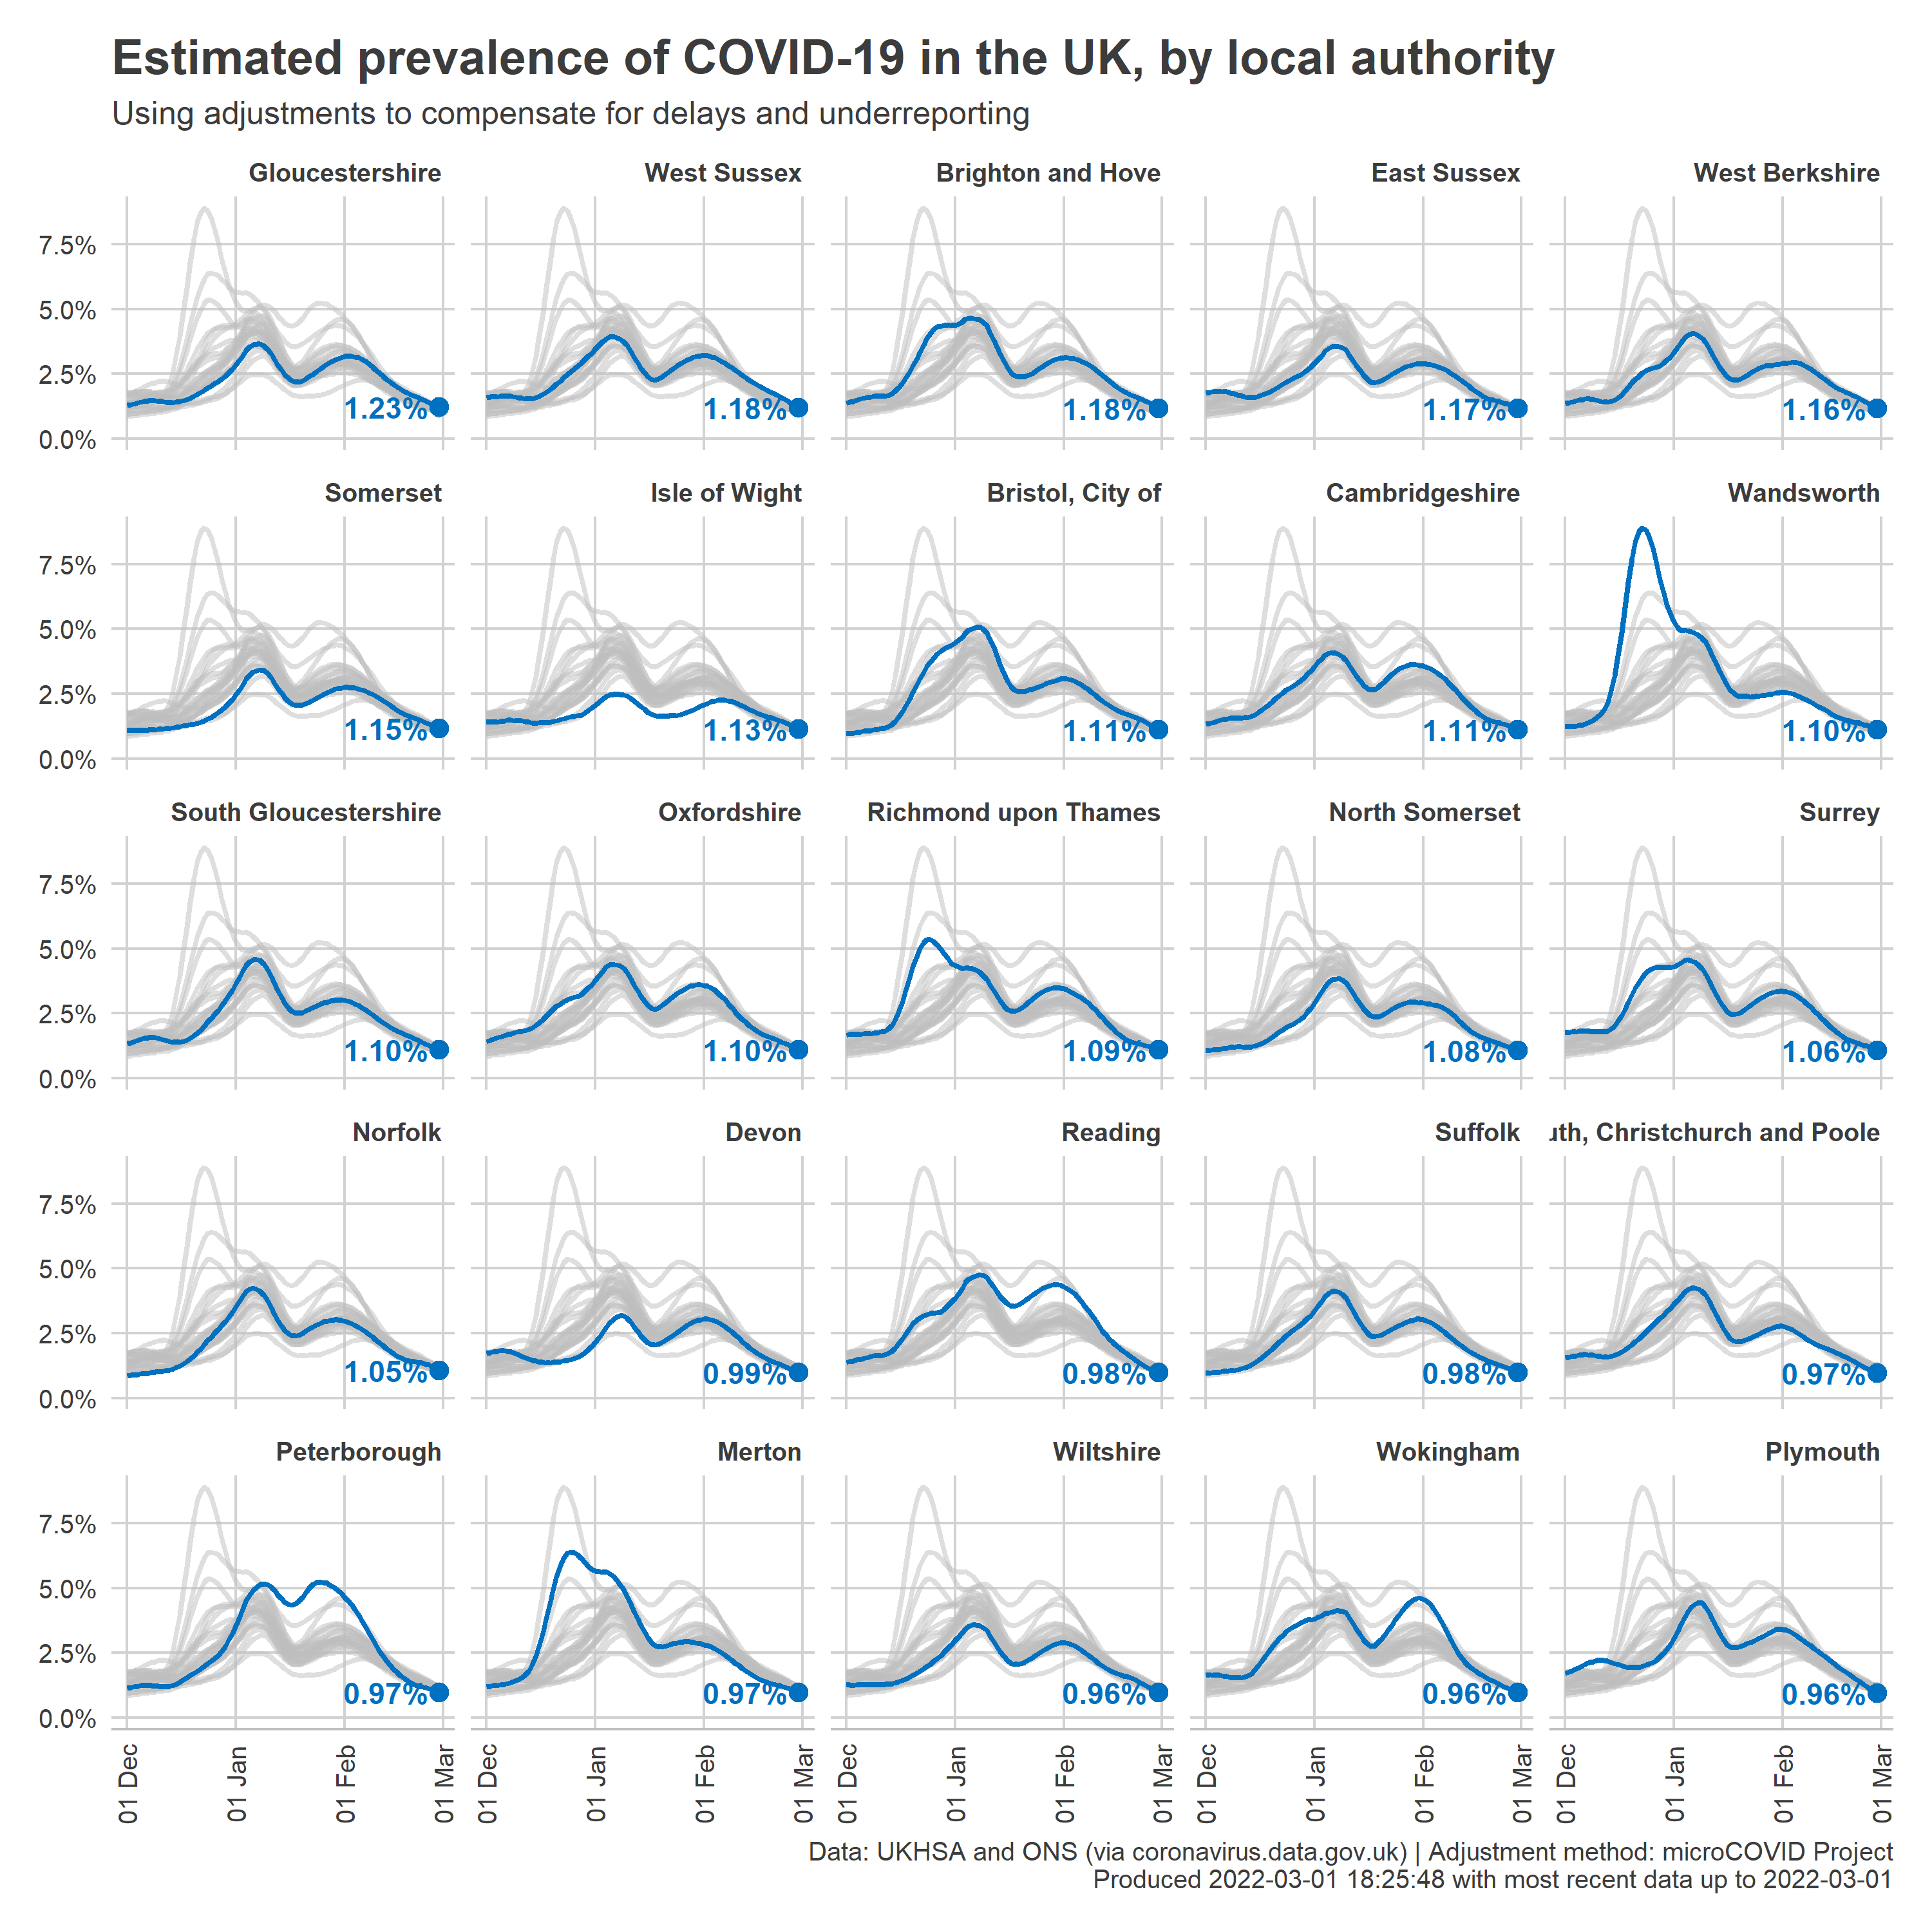 Estimated prevalence of COVID-19 in the UK, by local authority
Using adjustments to compensate for delays and underreporting
Gloucestershire West Sussex Brighton and Hove East Sussex West Berkshire
7.5%
5.0%
2.5%
1.23% 1.18% 1.18% 1.17% 1.16%
0.0%
Somerset Isle of Wight Bristol, City of Cambridgeshire Wandsworth
7.5%
5.0%
2.5%
1.15% 1.13% 1.11% 1.11% 1.10%
0.0%
South Gloucestershire Oxfordshire Richmond upon Thames North Somerset Surrey
7.5%
5.0%
2.5%
1.10% 1.10% 1.09% 1.08% 1.06%
0.0%
Norfolk Devon Reading Suffolk uth, Christchurch and Poole
7.5%
5.0%
2.5%
1.05% 0.99% 0.98% 0.98% 0.97%
0.0%
Peterborough Merton Wiltshire Wokingham Plymouth
7.5%
5.0%
2.5%
0.97% 0.97% 0.96% 0.96% 0.96%
0.0%
01 Dec 01 Jan 01 Feb 01 Mar 01 Dec 01 Jan 01 Feb 01 Mar 01 Dec 01 Jan 01 Feb 01 Mar 01 Dec 01 Jan 01 Feb 01 Mar 01 Dec 01 Jan 01 Feb 01 Mar
Data: UKHSA and ONS (via coronavirus.data.gov.uk) | Adjustment method: microCOVID Project
Produced 2022-03-01 18:25:48 with most recent data up to 2022-03-01